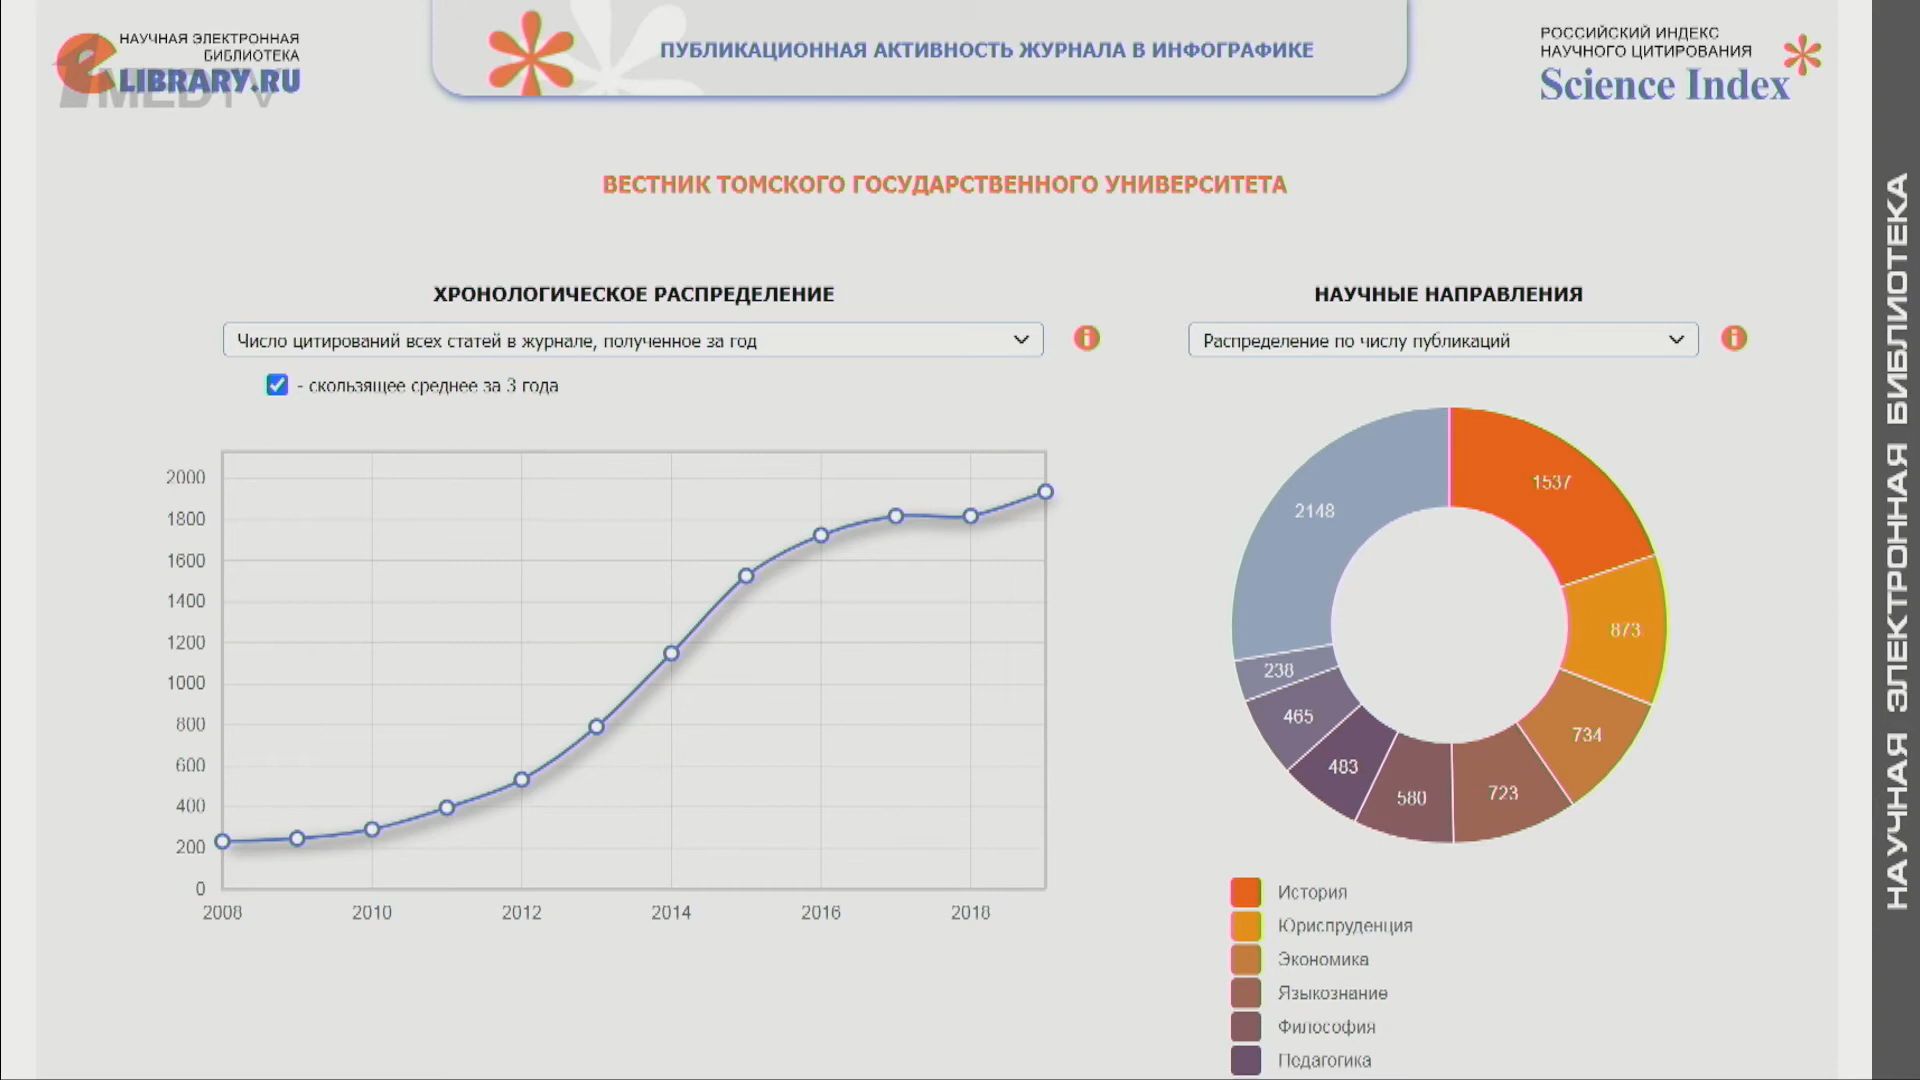 НАУЧНАЯ ЭЛЕКТРОННАЯ
БИБЛИОТЕКА
eLIBRARY.RU
1MEDTV
ПУБЛИКАЦИОННАЯ АКТИВНОСТЬ ЖУРНАЛА В ИНФОГРАФИКЕ
РОССИЙСКИЙ ИНДЕКС
НАУЧНОГО ЦИТИРОВАНИЯ
Science Index
ВЕСТНИК ТОМСКОГО ГОСУДАРСТВЕННОГО УНИВЕРСИТЕТА
ХРОНОЛОГИЧЕСКОЕ РАСПРЕДЕЛЕНИЕ
Число цитирований всех статей в журнале, полученное за год
- скользящее среднее за 3 года
2000
1800
1600
1400
1200
1000
800
600
400
200
0
2008
2010
2012
2014
2016
2018
НАУЧНЫЕ НАПРАВЛЕНИЯ
Распределение по числу публикаций
1537
873
734
723
580
483
465
238
2148
История
Юриспруденция
Экономика
Языкознание
Философия
Педагогика
НАУЧНАЯ ЭЛЕКТРОННАЯ БИБЛИОТЕКА